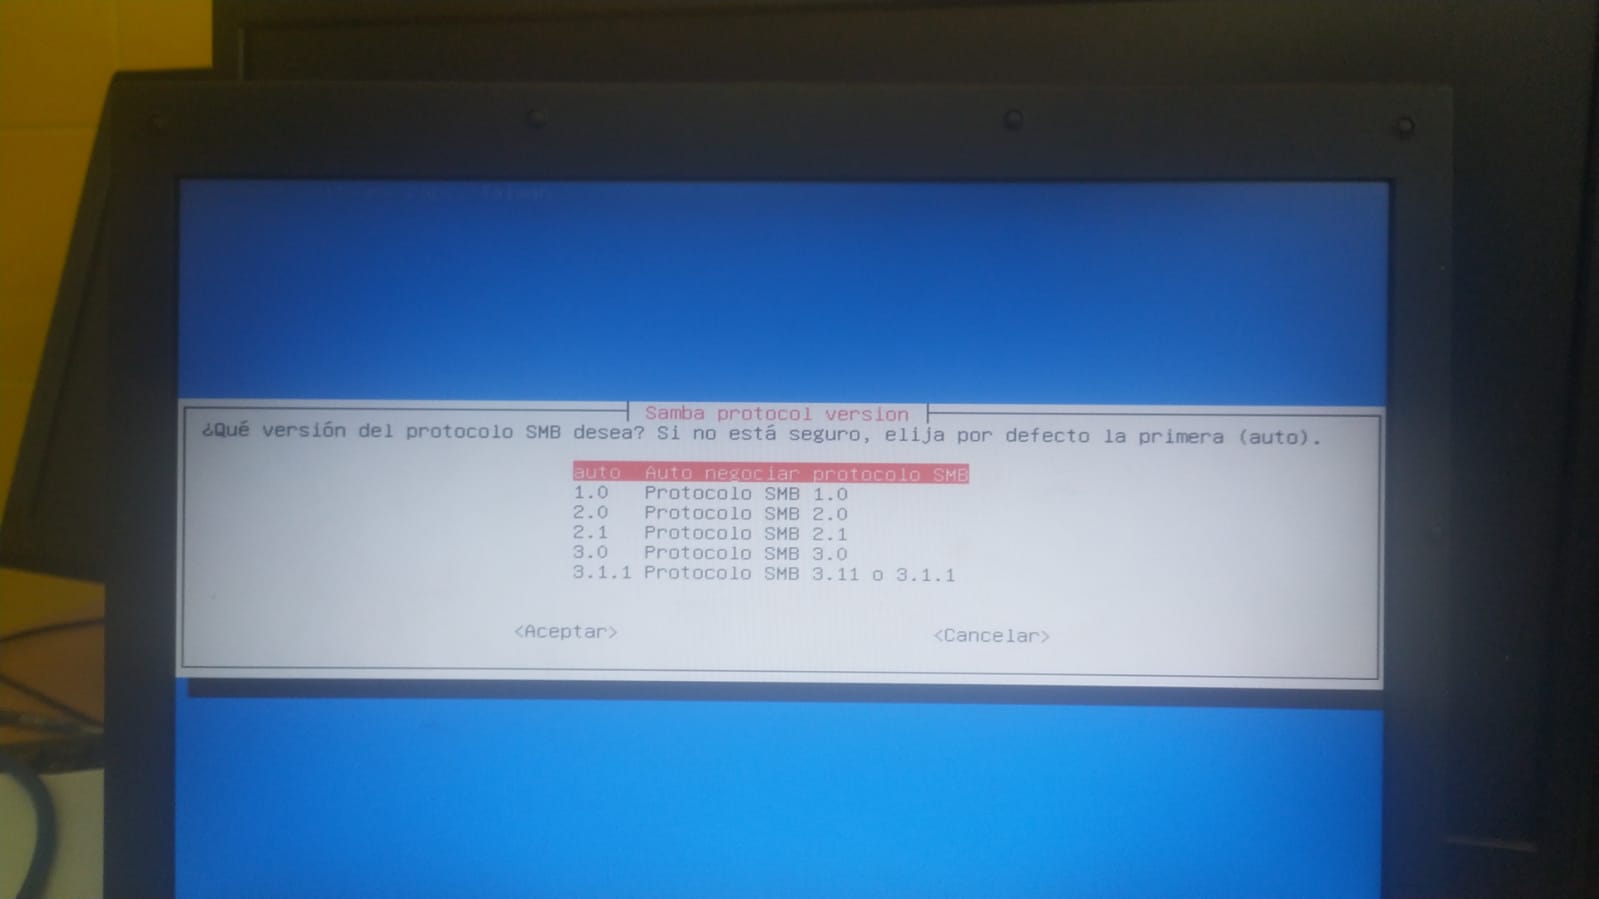 Samba protocol version
¿Qué versión del protocolo SMB desea? Si no está seguro, elija por defecto la primera (auto).
auto Auto negociar protocolo SMB
1.0 Protocolo SMB 1.0
2.0 Protocolo SMB 2.0
2.1 Protocolo SMB 2.1
3.0 Protocolo SMB 3.0
3.1.1 Protocolo SMB 3.11 o 3.1.1
<Aceptar> <Cancelar>